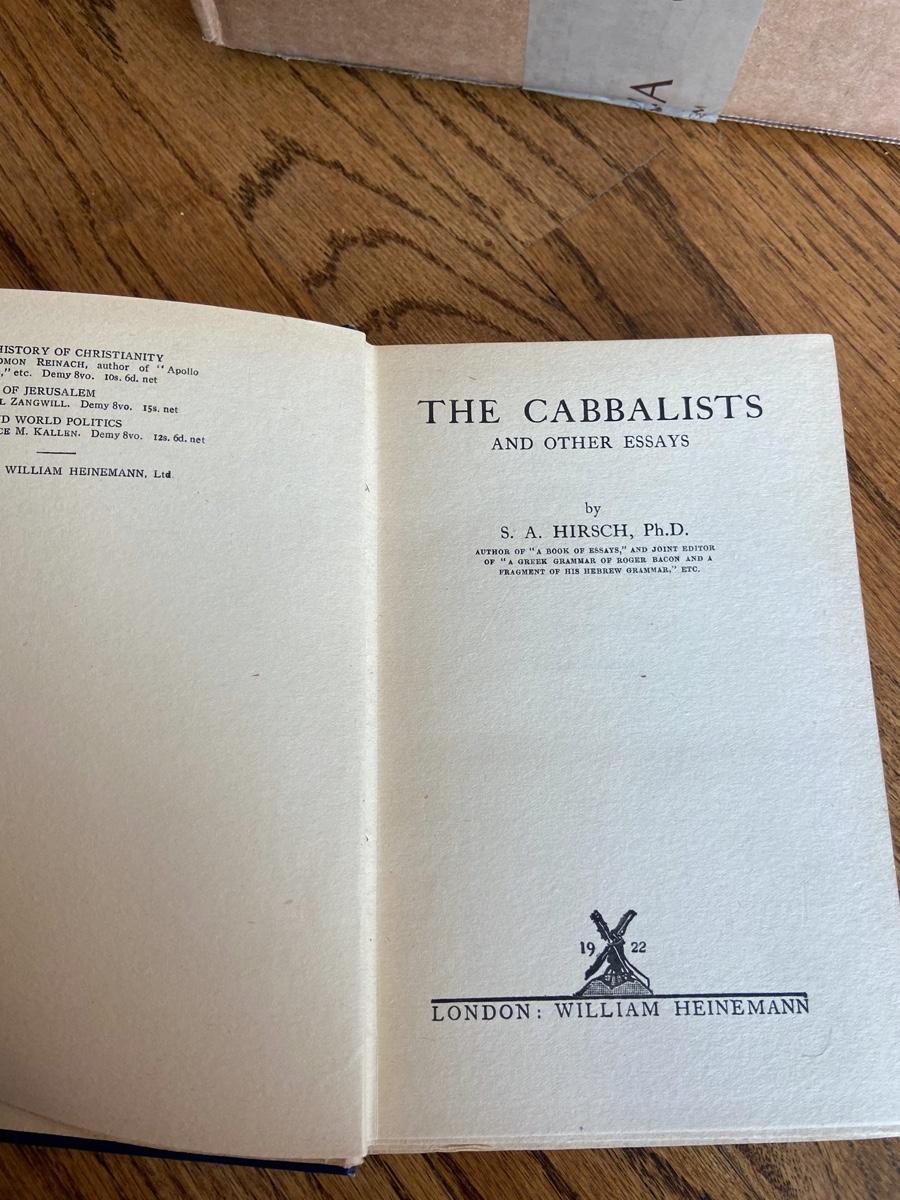 HISTORY OF CHRISTIANITY
OMON REINACH, author of "Apollo
," etc. Demy 8vo. 10s. 6d. net
OF JERUSALEM
L ZANGWILL. Demy 8vo. 15s. net
D WORLD POLITICS
CE M. KALLEN. Demy 8vo. 12s. 6d. net
WILLIAM HEINEMANN, Ltd.
THE CABBALISTS
AND OTHER ESSAYS
by
S. A. HIRSCH, Ph.D.
AUTHOR OF "A BOOK OF ESSAYS," AND JOINT EDITOR
OF "A GREEK GRAMMAR OF ROGER BACON AND A
FRAGMENT OF HIS HEBREW GRAMMAR," ETC.
19 22
LONDON: WILLIAM HEINEMANN